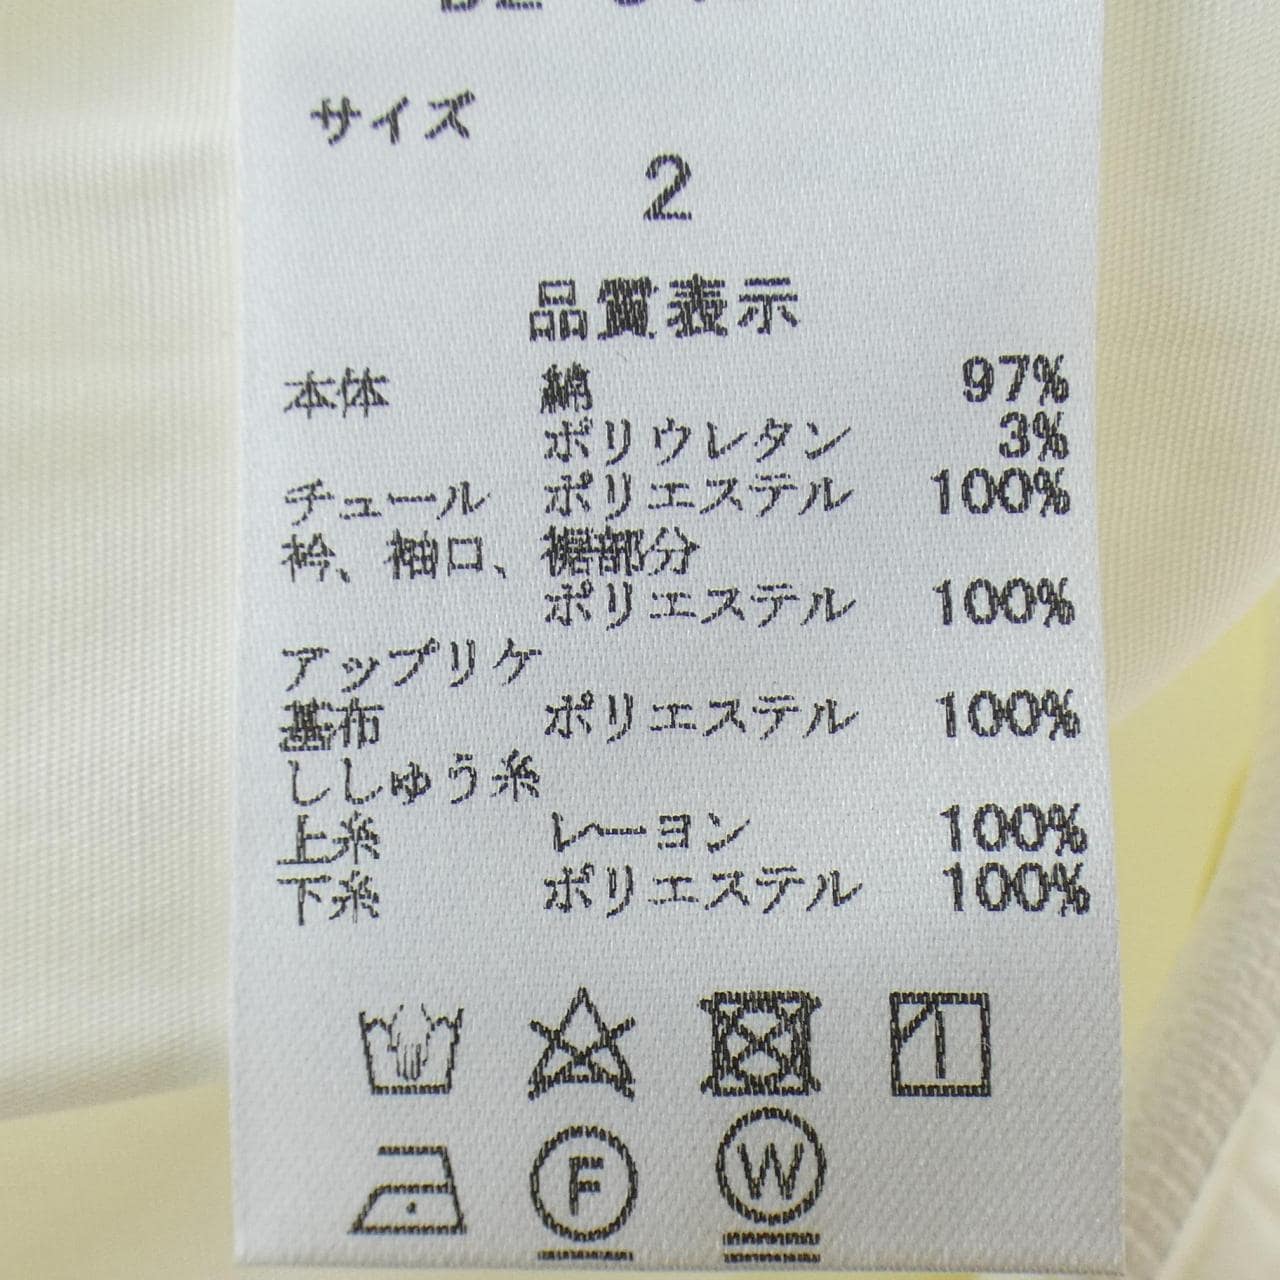 サイズ
2
品質表示
本体 綿 97%
ポリウレタン 3%
チュール ポリエステル 100%
衿、袖口、裾部分
ポリエステル 100%
アップリケ
基布 ポリエステル 100%
ししゅう糸
上糸 レーヨン 100%
下糸 ポリエステル 100%
F W